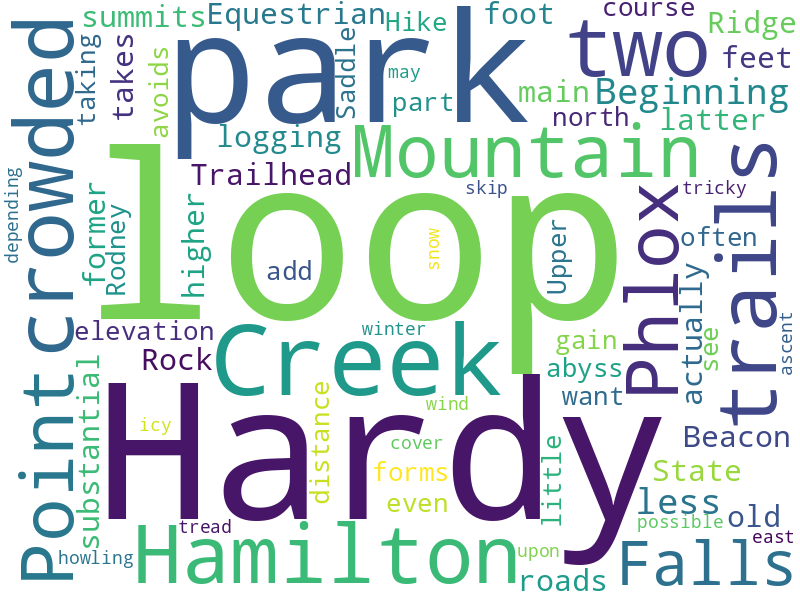 summits
Equestrian
Hike
foot
course
Ridge
taking
takes
avoids
park
Saddle
may
part
two
feet
main
Beginning
crowded
logging
north
latter
Mountain
Trailhead
skip
tricky
depending
former
Rodney
higher
loop
add
snow
Upper
Phlox
trails
often
actually
see
elevation
winter
gain
ascent
Rock
Creek
abyss
want
Point
substantial
Hardy
icy
distance
wind
cover
forms
even
little
Beacon
State
less
old
possible
tread
east
howling
Hamilton
upon
roads
Falls